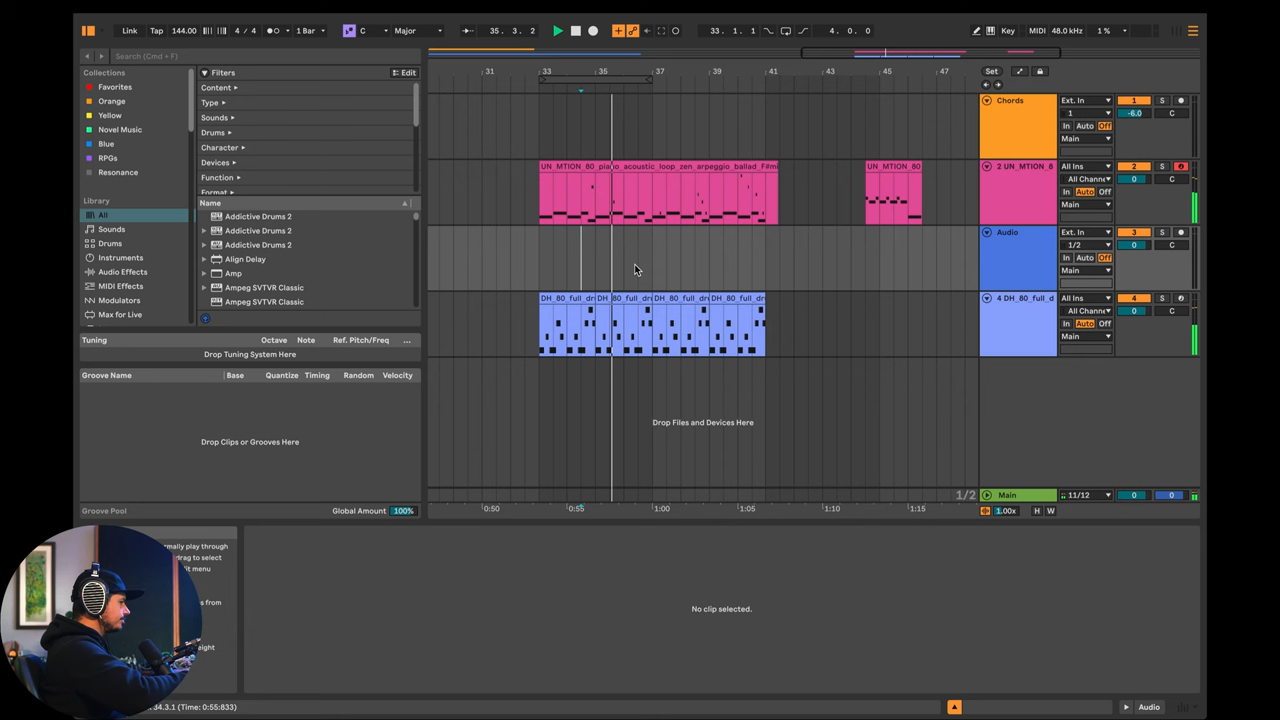 Link Tap 144.00 4 / 4 1 Bar C Major 35. 3. 2 33. 1. 1 4. 0. 0 Key MIDI 48.0 kHz 1 %
Search (Cmd + F)
31 33 35 37 39 41 43 45 47 Set
Collections
Favorites
Orange
Yellow
Novel Music
Blue
RPGs
Resonance
Library
All
Sounds
Drums
Instruments
Audio Effects
MIDI Effects
Modulators
Max for Live
Filters Edit
Content
Type
Sounds
Drums
Character
Devices
Function
Format
Name
Addictive Drums 2
Addictive Drums 2
Addictive Drums 2
Align Delay
Amp
Ampeg SVTVR Classic
Ampeg SVTVR Classic
Tuning Octave Note Ref. Pitch/Freq ...
Drop Tuning System Here
Groove Name Base Quantize Timing Random Velocity
Drop Clips or Grooves Here
Groove Pool Global Amount 100%
UN_MTION_80_piano_acoustic_loop_zen_arpeggio_ballad_F#mi UN_MTION_80
DH_80_full_dr DH_80_full_dr DH_80_full_dr DH_80_full_dr
Drop Files and Devices Here
1/2
0:50 0:55 1:00 1:05 1:10 1:15
Chords Ext. In 1 S
1 -6.0 C
In Auto Off
Main
2 UN_MTION_8 All Ins 2 S
All Channe 0 C
In Auto Off
Main
Audio Ext. In 3 S
1/2 0 C
In Auto Off
Main
4 DH_80_full_d All Ins 4 S
All Channe 0 C
In Auto Off
Main
Main 11/12 0 0
1.00x H W
rmally play through
drag to select
it menu
s from
eight
No clip selected.
34.3.1 (Time: 0:55:833)
Audio